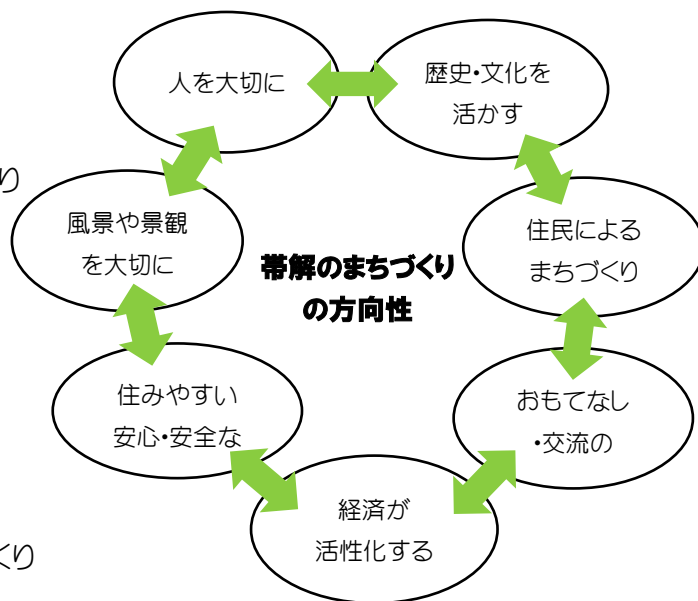 人を大切に
歴史・文化を
活かす
り
風景や景観
を大切に
住民による
まちづくり
帯解のまちづくり
の方向性
住みやすい
安心・安全な
おもてなし
・交流の
経済が
活性化する
くり